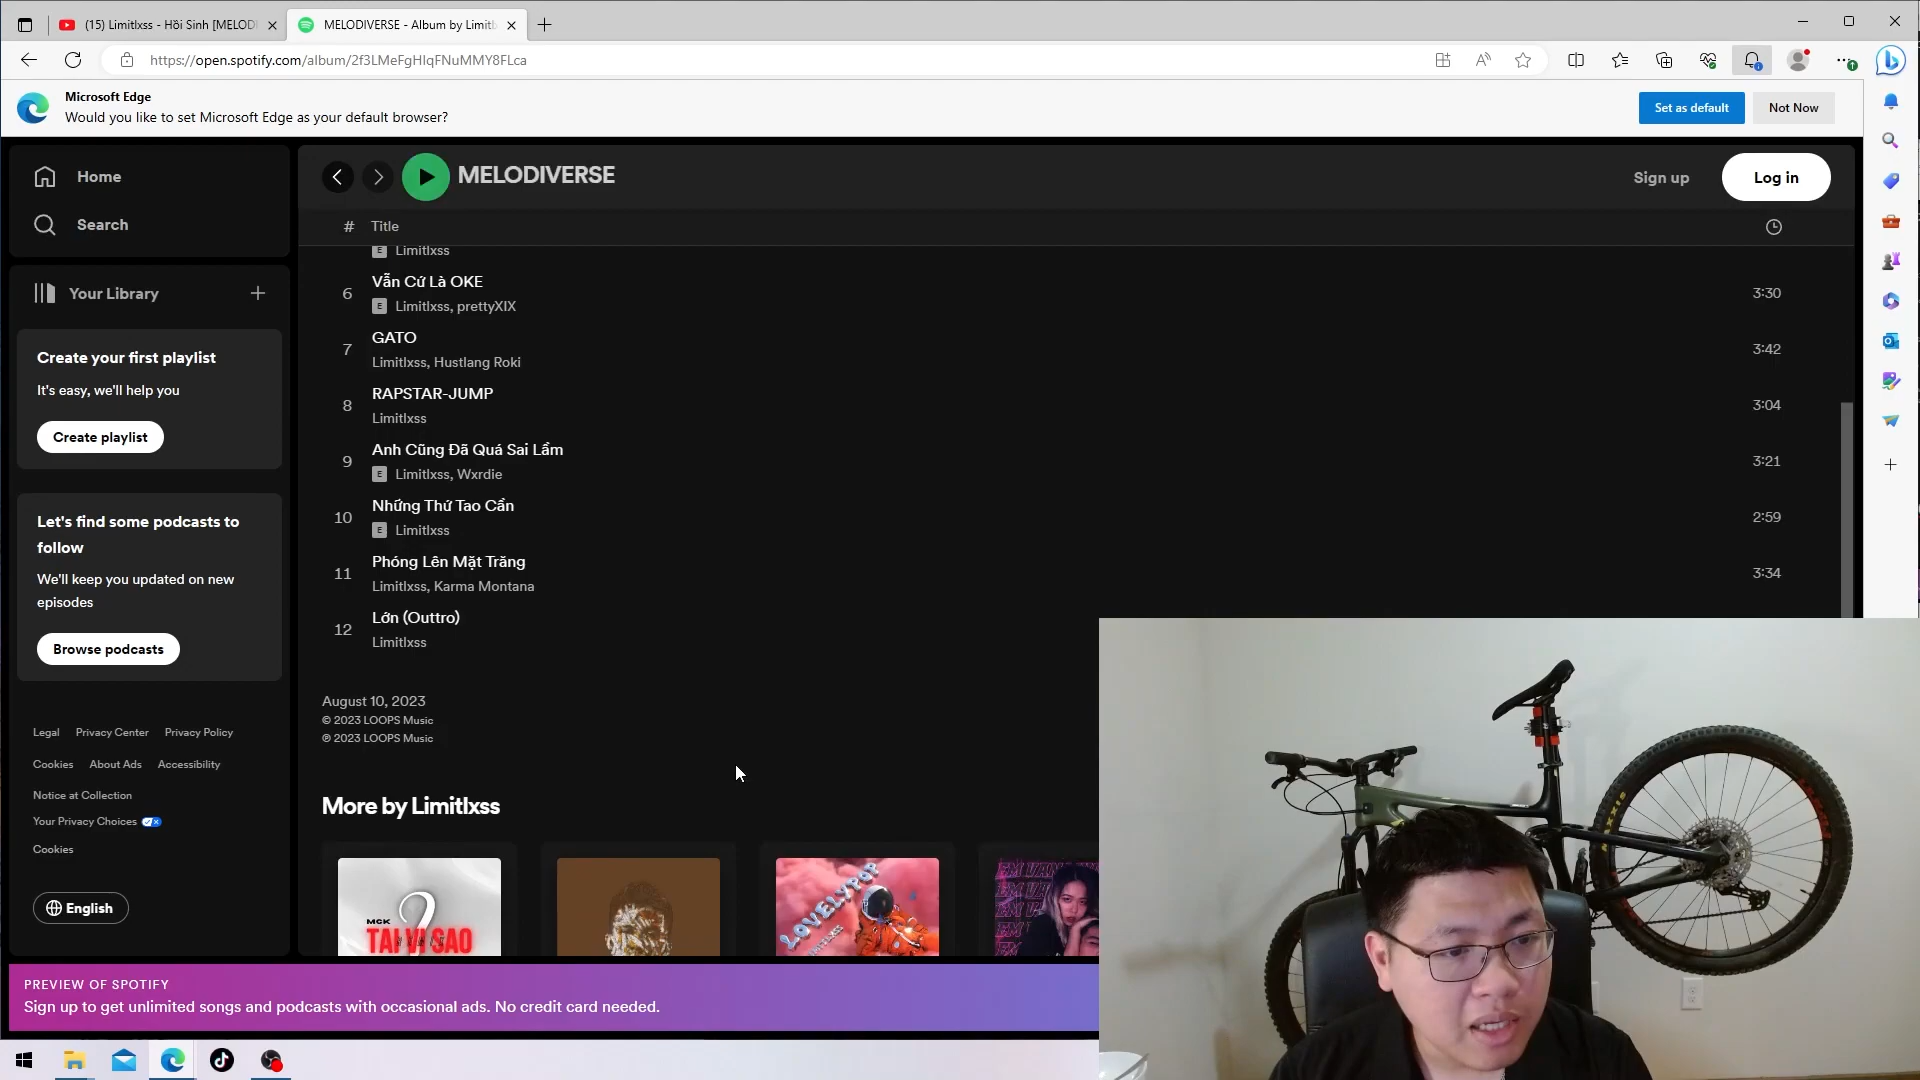 (15) Limitlxss - Hồi Sinh [MELODI
MELODIVERSE - Album by Limitl
https://open.spotify.com/album/2f3LMeFgHIqFNuMMY8FLca
Microsoft Edge
Would you like to set Microsoft Edge as your default browser?
Set as default
Not Now
Home
Search
Your Library
Create your first playlist
It's easy, we'll help you
Create playlist
Let's find some podcasts to
follow
We'll keep you updated on new
episodes
Browse podcasts
Legal Privacy Center Privacy Policy
Cookies About Ads Accessibility
Notice at Collection
Your Privacy Choices
Cookies
English
MELODIVERSE
Sign up
Log in
# Title
E Limitlxss
6 Vẫn Cứ Là OKE 3:30
E Limitlxss, prettyXIX
7 GATO 3:42
Limitlxss, Hustlang Roki
8 RAPSTAR-JUMP 3:04
Limitlxss
9 Anh Cũng Đã Quá Sai Lầm 3:21
E Limitlxss, Wxrdie
10 Những Thứ Tao Cần 2:59
E Limitlxss
11 Phóng Lên Mặt Trăng 3:34
Limitlxss, Karma Montana
12 Lớn (Outtro)
Limitlxss
August 10, 2023
© 2023 LOOPS Music
℗ 2023 LOOPS Music
More by Limitlxss
MCK
TẠI VÌ SAO
LOVELYPOP
LIMITLXSS
PREVIEW OF SPOTIFY
Sign up to get unlimited songs and podcasts with occasional ads. No credit card needed.
MAXXIS